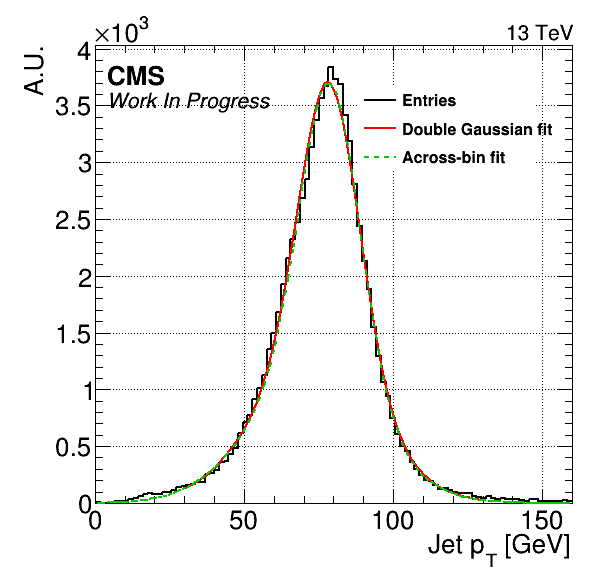 ×10³
13 TeV
A.U.
CMS
Work In Progress
Entries
Double Gaussian fit
Across-bin fit
4
3.5
3
2.5
2
1.5
1
0.5
0
0 50 100 150
Jet p_T [GeV]